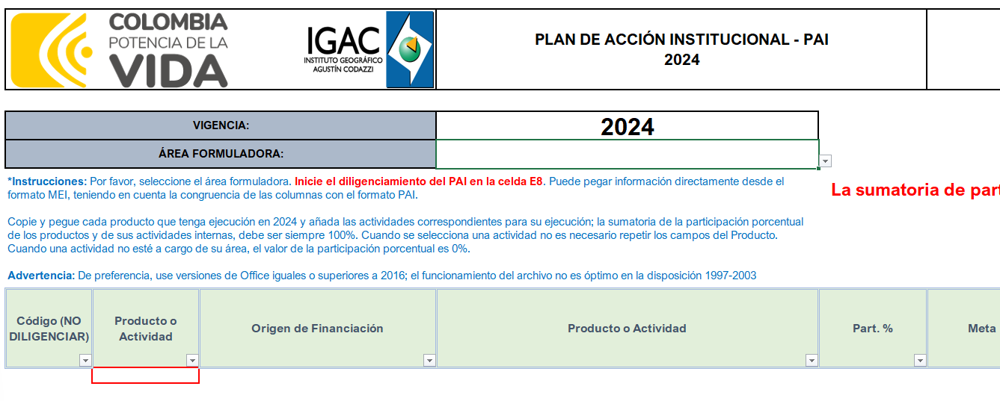 COLOMBIA
POTENCIA DE LA
VIDA
IGAC
INSTITUTO GEOGRÁFICO
AGUSTÍN CODAZZI
PLAN DE ACCIÓN INSTITUCIONAL - PAI
2024
VIGENCIA:
2024
ÁREA FORMULADORA:
*Instrucciones: Por favor, seleccione el área formuladora. Inicie el diligenciamiento del PAI en la celda E8. Puede pegar información directamente desde el
formato MEI, teniendo en cuenta la congruencia de las columnas con el formato PAI.
La sumatoria de part
Copie y pegue cada producto que tenga ejecución en 2024 y añada las actividades correspondientes para su ejecución; la sumatoria de la participación porcentual
de los productos y de sus actividades internas, debe ser siempre 100%. Cuando se selecciona una actividad no es necesario repetir los campos del Producto.
Cuando una actividad no esté a cargo de su área, el valor de la participación porcentual es 0%.
Advertencia: De preferencia, use versiones de Office iguales o superiores a 2016; el funcionamiento del archivo no es óptimo en la disposición 1997-2003
Código (NO
DILIGENCIAR)
Producto o
Actividad
Origen de Financiación
Producto o Actividad
Part. %
Meta